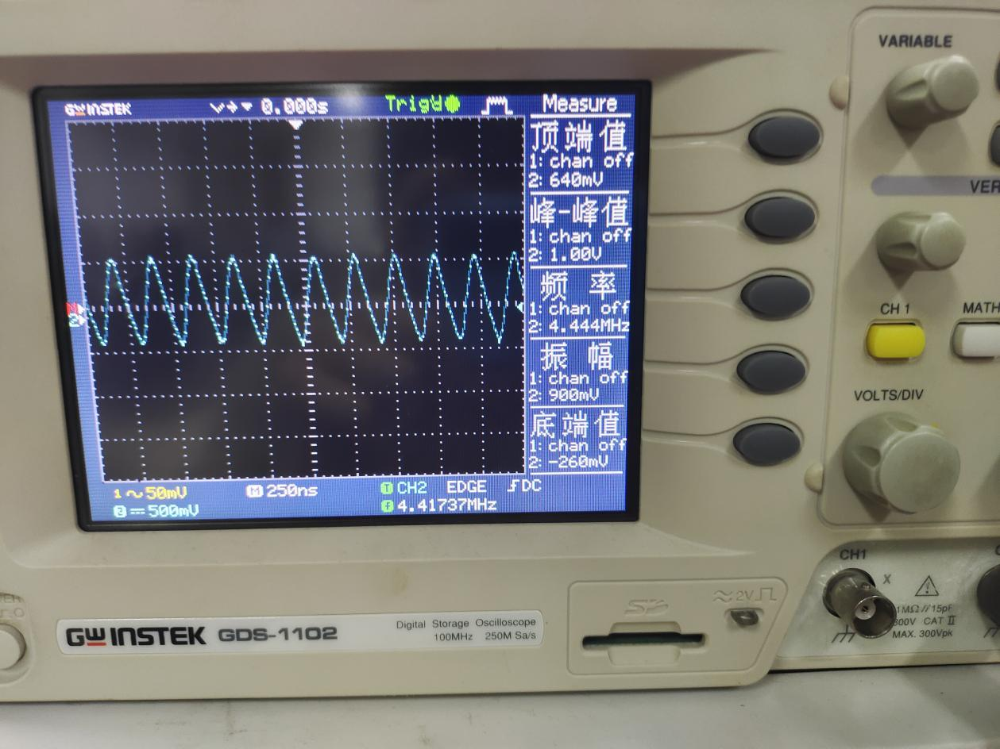 VARIABLE
GWINSTEK 0.000s Trig'd Measure
顶端值
1: chan off
2: 640mV
峰-峰值
1: chan off
2: 1.00V
频率
1: chan off
2: 4.444MHz
振幅
1: chan off
2: 900mV
底端值
1: chan off
2: -260mV
1 50mV M 250ns T CH2 EDGE DC
2 500mV f 4.41737MHz
VER
CH 1 MATH
VOLTS/DIV
CH1
X
1MΩ//15pF
300V CAT II
MAX. 300Vpk
SD
≈2V
GWINSTEK GDS-1102
Digital Storage Oscilloscope
100MHz 250M Sa/s